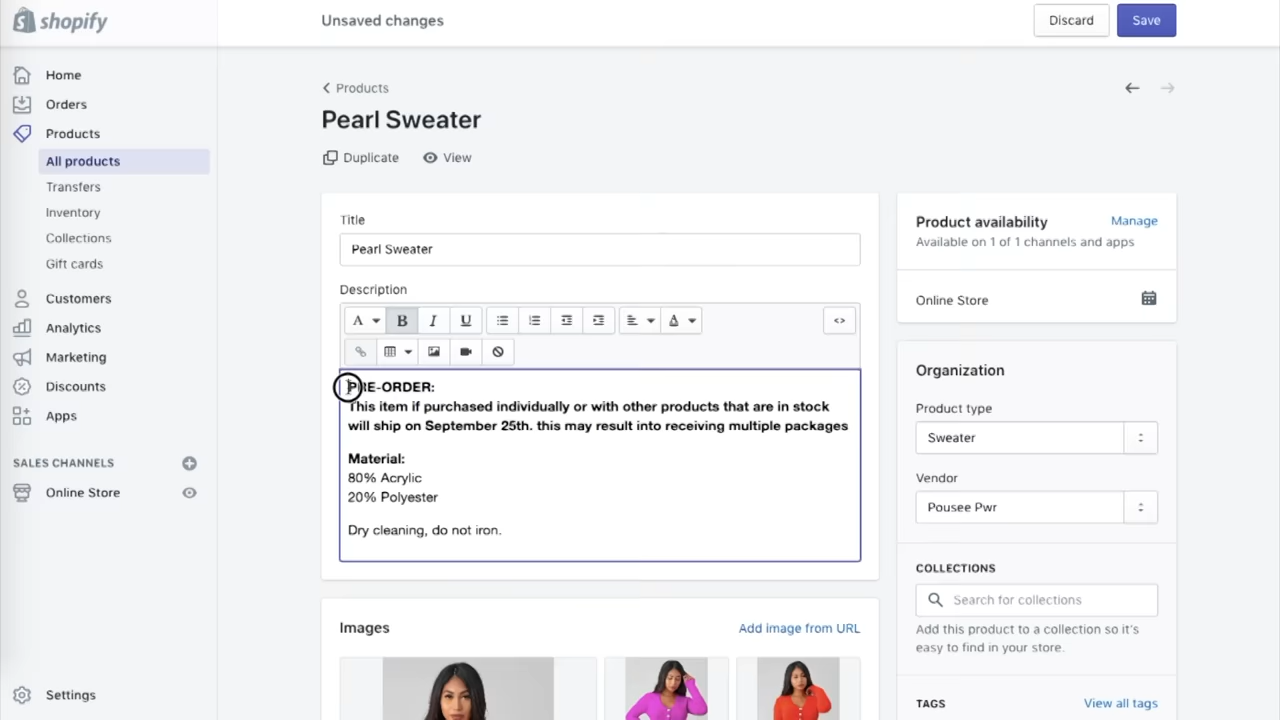 shopify
Unsaved changes
Discard
Save
Home
Orders
Products
All products
Transfers
Inventory
Collections
Gift cards
Customers
Analytics
Marketing
Discounts
Apps
SALES CHANNELS
Online Store
Settings
Products
Pearl Sweater
Duplicate
View
Title
Pearl Sweater
Description
A
B
I
U
A
<>
PRE-ORDER:
This item if purchased individually or with other products that are in stock
will ship on September 25th. this may result into receiving multiple packages
Material:
80% Acrylic
20% Polyester
Dry cleaning, do not iron.
Images
Add image from URL
Product availability
Manage
Available on 1 of 1 channels and apps
Online Store
Organization
Product type
Sweater
Vendor
Pousee Pwr
COLLECTIONS
Search for collections
Add this product to a collection so it's
easy to find in your store.
TAGS
View all tags